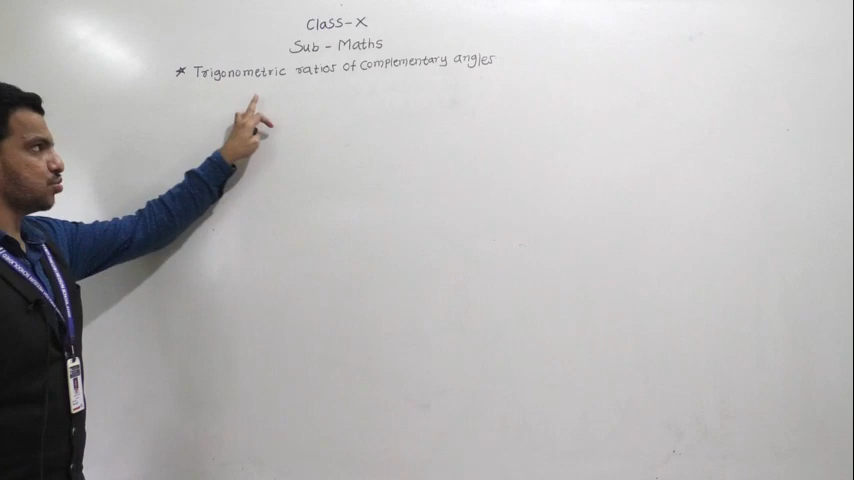 Class-X
Sub - Maths
* Trigonometric ratios of complementary angles